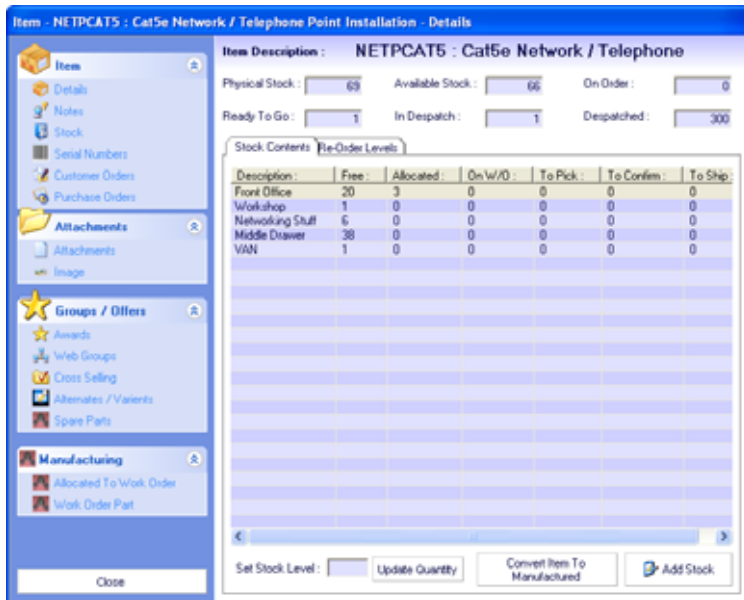 Item - NETPCAT5 : Cat5e Network / Telephone Point Installation - Details
Item
Details
Notes
Stock
Serial Numbers
Customer Orders
Purchase Orders
Attachments
Attachments
Image
Groups / Offers
Awards
Web Groups
Cross Selling
Alternates / Varients
Spare Parts
Manufacturing
Allocated To Work Order
Work Order Part
Close
Item Description : NETPCAT5 : Cat5e Network / Telephone
Physical Stock : 69 Available Stock : 66 On Order : 0
Ready To Go : 1 In Despatch : 1 Despatched : 300
Stock Contents Re-Order Levels
Description : Free : Allocated : On W/O : To Pick : To Confirm : To Ship :
Front Office 20 3 0 0 0 0
Workshop 1 0 0 0 0 0
Networking Stuff 6 0 0 0 0 0
Middle Drawer 38 0 0 0 0 0
VAN 1 0 0 0 0 0
Set Stock Level : Update Quantity Convert Item To Manufactured Add Stock